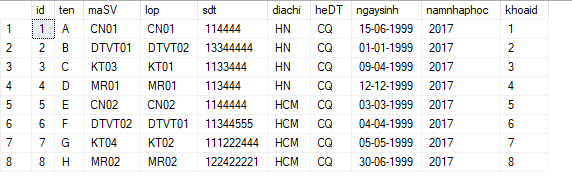 id ten maSV lop sdt diachi heDT ngaysinh namnhaphoc khoaid
1 1 A CN01 CN01 114444 HN CQ 15-06-1999 2017 1
2 2 B DTVT01 DTVT02 13344444 HN CQ 01-01-1999 2017 2
3 3 C KT03 KT01 1133444 HN CQ 09-04-1999 2017 3
4 4 D MR01 MR01 113444 HN CQ 12-12-1999 2017 4
5 5 E CN02 CN02 1144444 HCM CQ 03-03-1999 2017 5
6 6 F DTVT02 DTVT01 11344555 HCM CQ 04-04-1999 2017 6
7 7 G KT04 KT02 111222444 HCM CQ 05-05-1999 2017 7
8 8 H MR02 MR02 122422221 HCM CQ 30-06-1999 2017 8